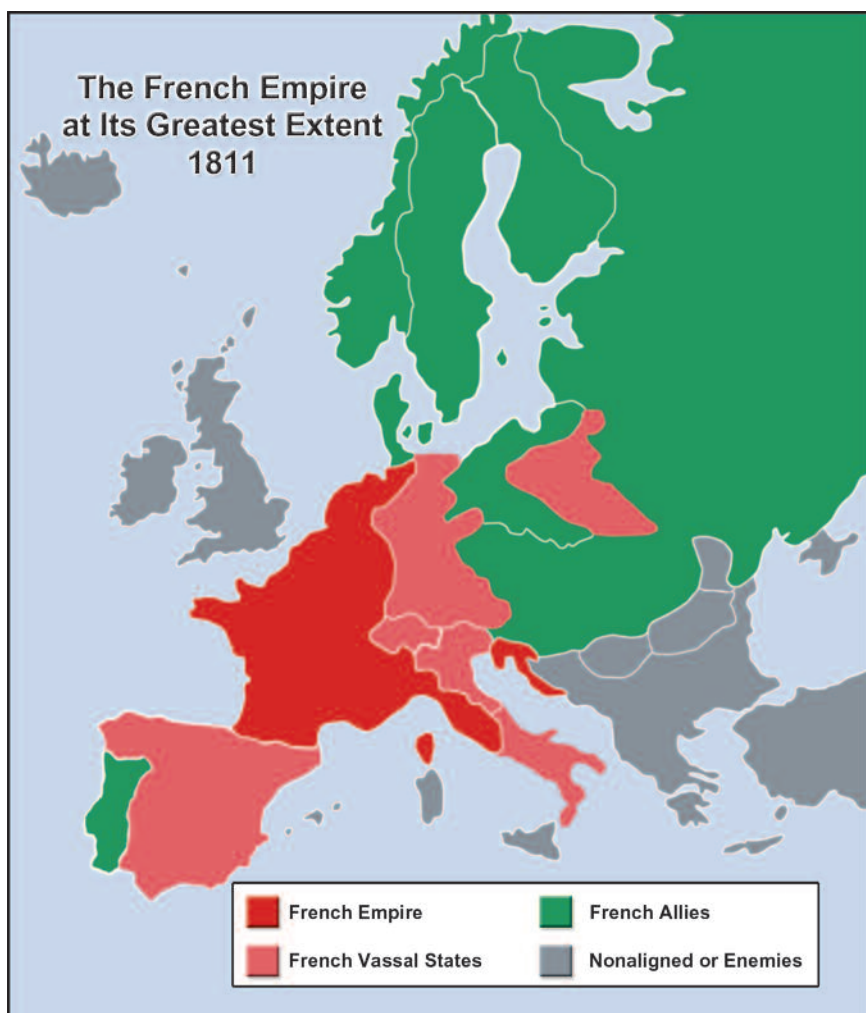 The French Empire
at Its Greatest Extent
1811
French Empire
French Allies
French Vassal States
Nonaligned or Enemies